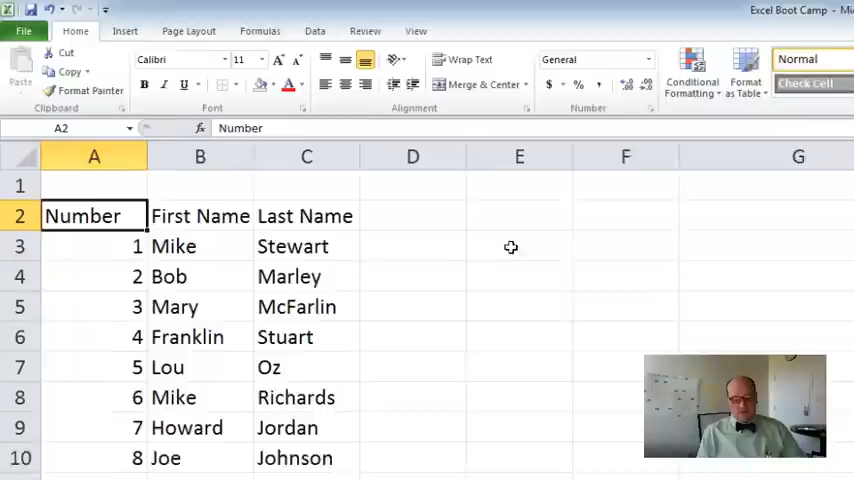 Excel Boot Camp - Mi
File Home Insert Page Layout Formulas Data Review View
Paste Cut Copy Format Painter
Calibri 11 A A Wrap Text General Normal
B I U A Merge & Center $ % , Conditional Formatting Format as Table Check Cell
Clipboard Font Alignment Number
A2 fx Number
A B C D E F G
1
2 Number First Name Last Name
3 1 Mike Stewart
4 2 Bob Marley
5 3 Mary McFarlin
6 4 Franklin Stuart
7 5 Lou Oz
8 6 Mike Richards
9 7 Howard Jordan
10 8 Joe Johnson